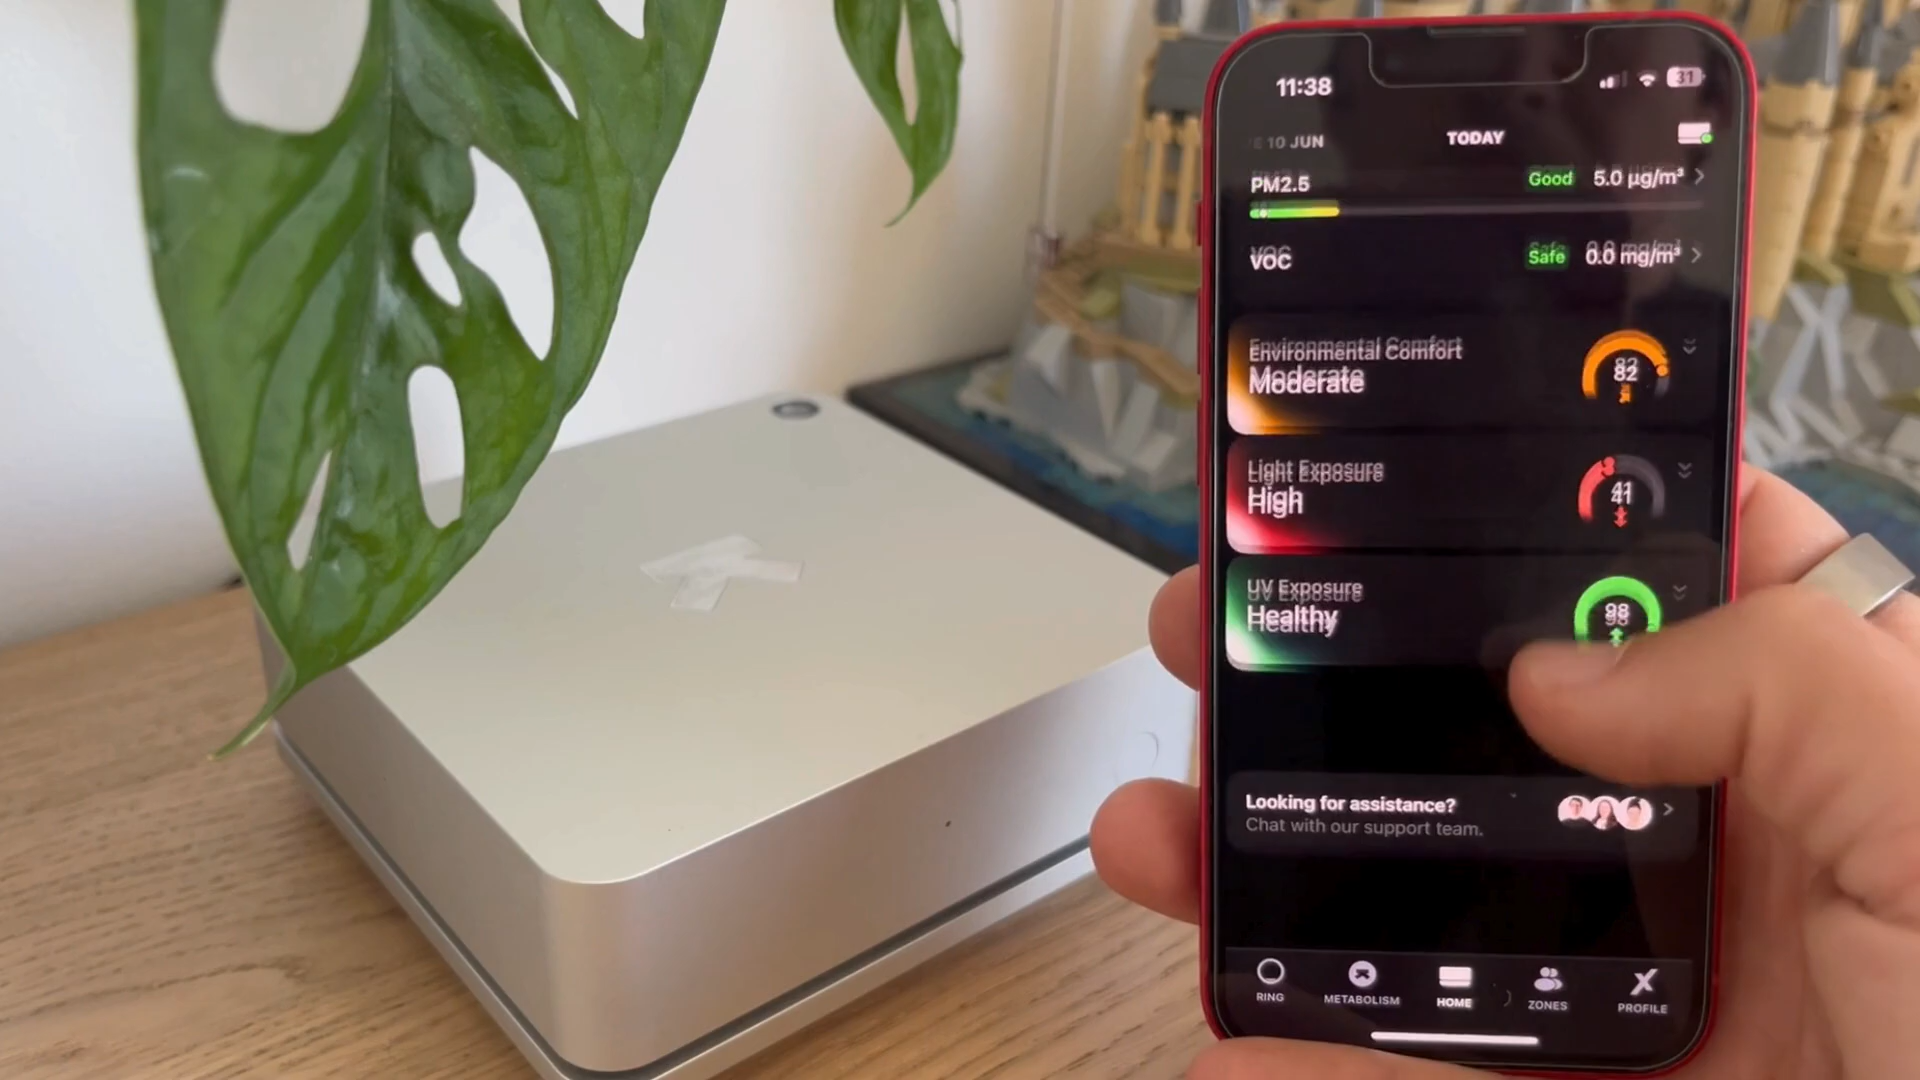 11:38
31
E 10 JUN
TODAY
PM2.5
Good
5.0 µg/m³
VOC
Safe
0.0 mg/m³
Environmental Comfort
Moderate
82
Light Exposure
High
41
UV Exposure
Healthy
98
Looking for assistance?
Chat with our support team.
RING
METABOLISM
HOME
ZONES
PROFILE